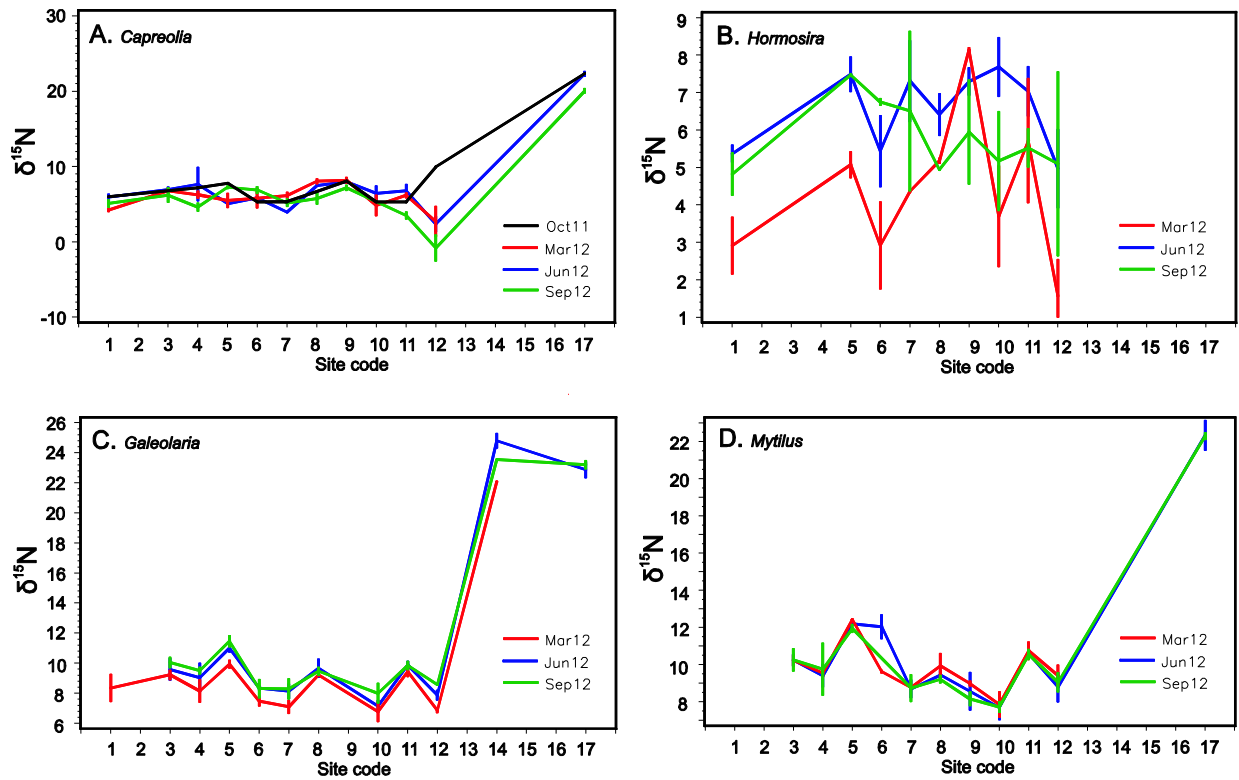 A. Capreolia
δ¹⁵N
30
20
10
0
-10
Oct11
Mar12
Jun12
Sep12
1 2 3 4 5 6 7 8 9 10 11 12 13 14 15 16 17
Site code
B. Hormosira
δ¹⁵N
9
8
7
6
5
4
3
2
1
Mar12
Jun12
Sep12
1 2 5 6 7 8 9 10 11 12 13 14 15 16 17
Site code
C. Galeolaria
δ¹⁵N
26
24
22
20
18
16
14
12
10
8
6
Mar12
Jun12
Sep12
1 2 3 4 5 6 7 8 9 10 11 12 13 14 15 16 17
Site code
D. Mytilus
δ¹⁵N
22
20
18
16
14
12
10
8
Mar12
Jun12
Sep12
1 2 3 4 5 6 7 8 9 10 11 12 13 14 15 16 17
Site code